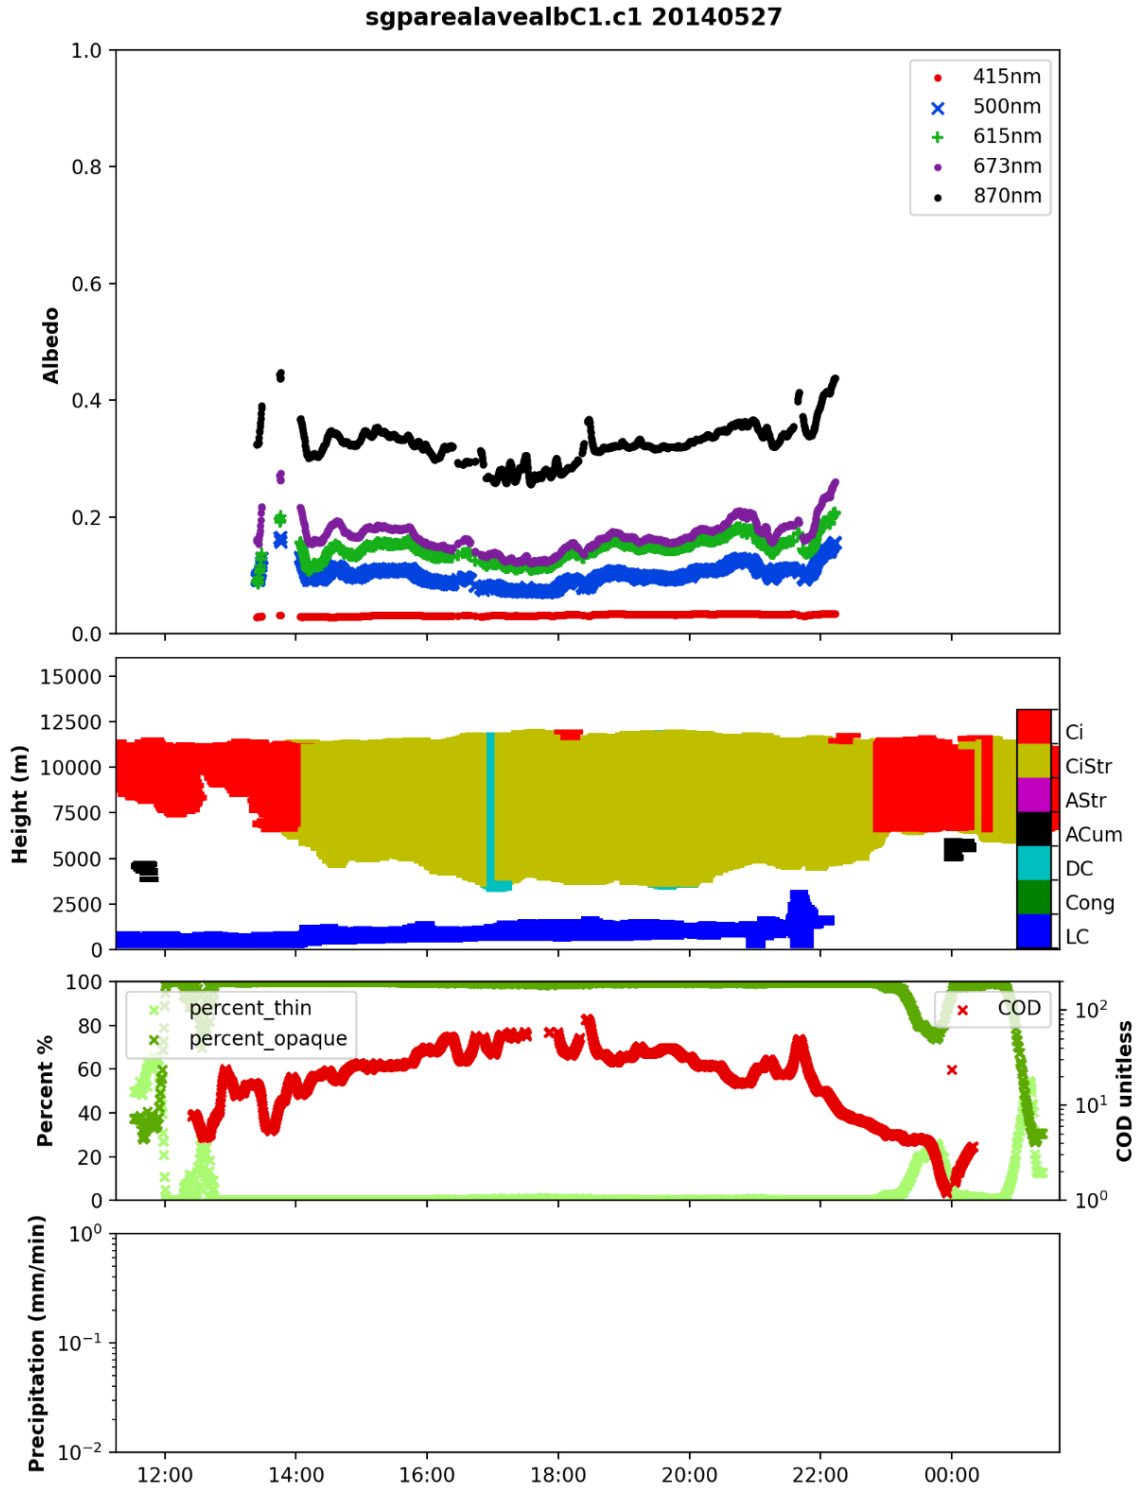 sgparealavealbC1.c1 20140527
1.0
0.8
0.6
0.4
0.2
0.0
Albedo
415nm
500nm
615nm
673nm
870nm
15000
12500
10000
7500
5000
2500
0
Height (m)
Ci
CiStr
AStr
ACum
DC
Cong
LC
100
80
60
40
20
0
Percent %
percent_thin
percent_opaque
COD
10²
10¹
10⁰
COD unitless
10⁰
10⁻¹
10⁻²
Precipitation (mm/min)
12:00 14:00 16:00 18:00 20:00 22:00 00:00